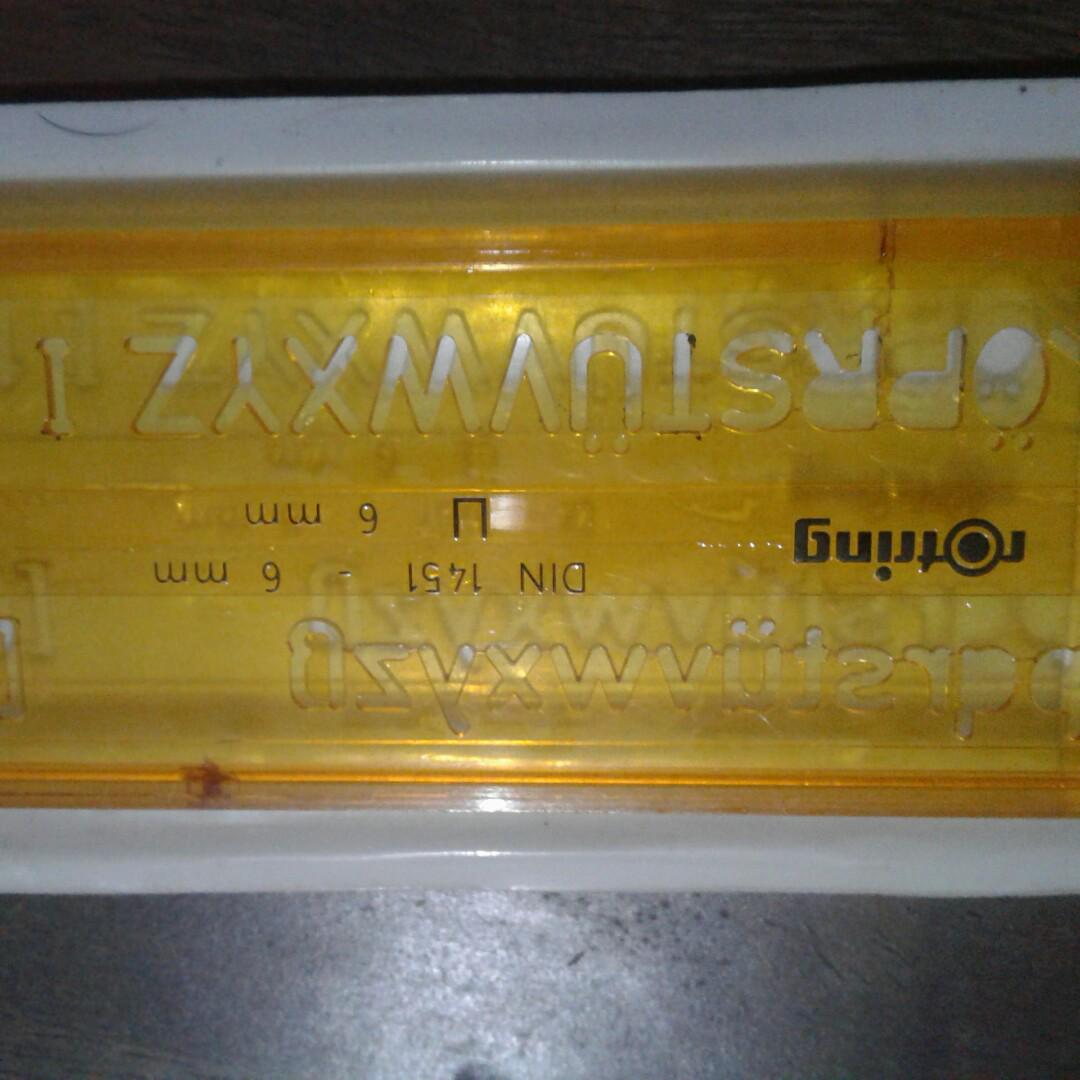 pqrstüvwxyzß [
DIN 1451 - 6 mm
rotring
6 mm
ÖPRSTÜVWXYZ I